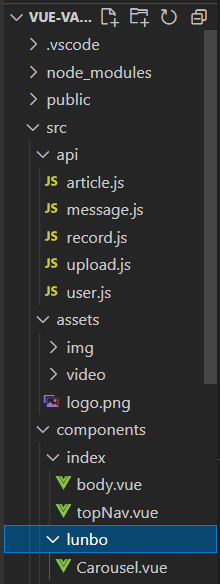 VUE-VA...
.vscode
node_modules
public
src
api
JS article.js
JS message.js
JS record.js
JS upload.js
JS user.js
assets
img
video
logo.png
components
index
body.vue
topNav.vue
lunbo
Carousel.vue